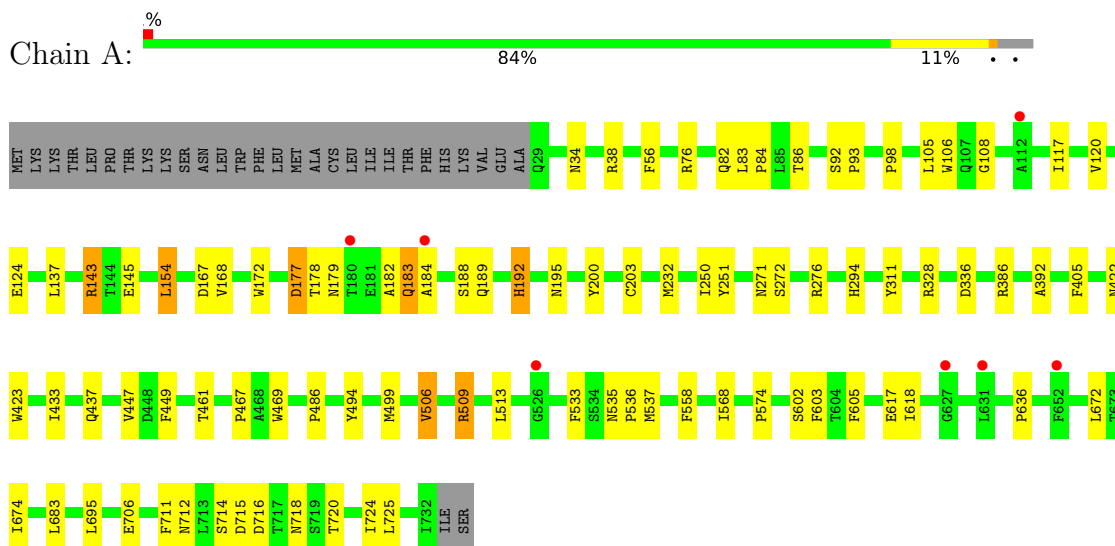 .%
Chain A:
84% 11% • •
MET LYS LYS THR LEU PRO THR LYS LYS SER ASN LEU TRP PHE LEU MET ALA CYS LEU ILE ILE THR PHE HIS LYS VAL GLU ALA Q29 N34 R38 F56 R76 Q82 L83 P84 L85 T86 S92 P93 P98 L105 W106 Q107 G108 A112 I117 V120
E124 L137 R143 T144 E145 L154 D167 V168 W172 D177 T178 N179 T180 E181 A182 Q183 A184 S188 Q189 H192 N195 Y200 C203 M232 I250 Y251 N271 S272 R276 H294 Y311 R328 D336 R386 A392 F405 N422
W423 I433 Q437 V447 D448 F449 T461 P467 A468 W469 P486 Y494 M499 V506 R509 L513 G526 F533 S534 N535 P536 M537 F558 I568 P574 S602 F603 T604 F605 E617 I618 G627 L631 P636 F652 L672 T673
I674 L683 L695 E706 F711 N712 L713 S714 D715 D716 T717 N718 S719 T720 I724 L725 I732 ILE SER